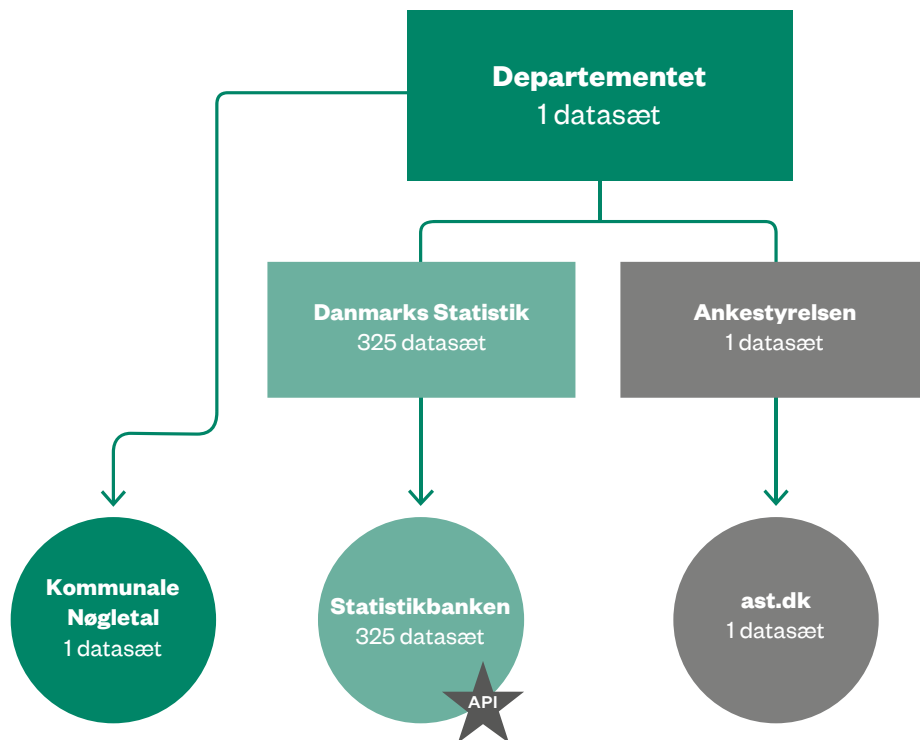 Departementet
1 datasæt
Danmarks Statistik
325 datasæt
Ankestyrelsen
1 datasæt
Kommunale
Nøgletal
1 datasæt
Statistikbanken
325 datasæt
API
ast.dk
1 datasæt